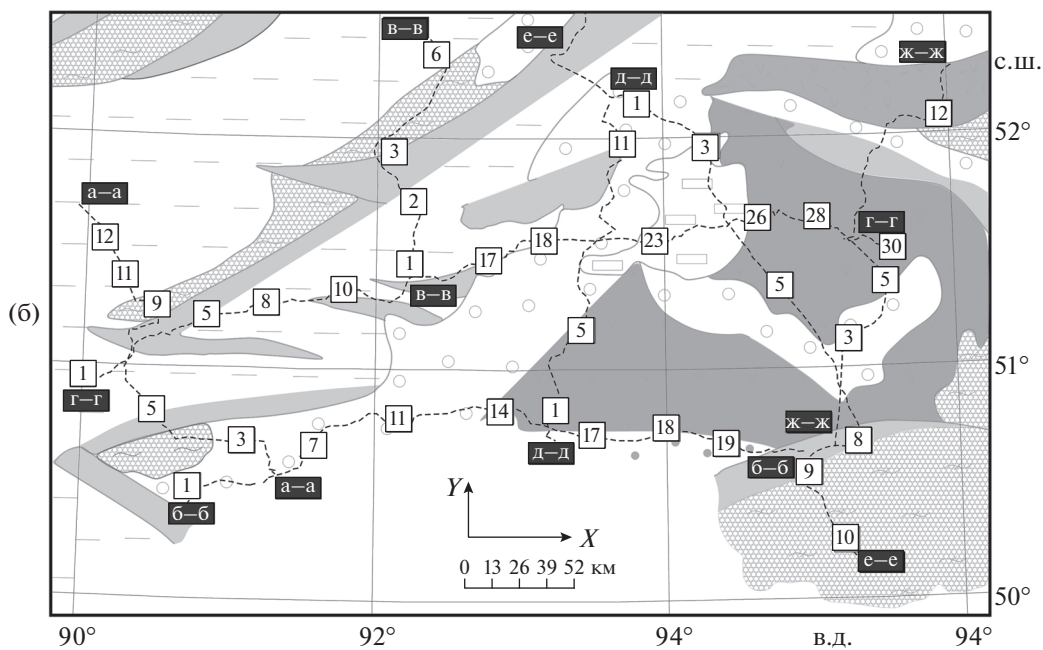 в–в
е–е
ж–ж
6
с.ш.
д–д
1
12
52°
11
3
3
а–а
2
26
28
г–г
12
18
23
30
1
17
11
5
5
10
в–в
9
8
5
(б)
5
3
1
51°
г–г
5
1
14
ж–ж
11
18
17
19
8
3
7
д–д
б–б
9
1
а–а
б–б
Y
10
X
е–е
0 13 26 39 52 км
50°
90° 92° 94° в.д. 94°